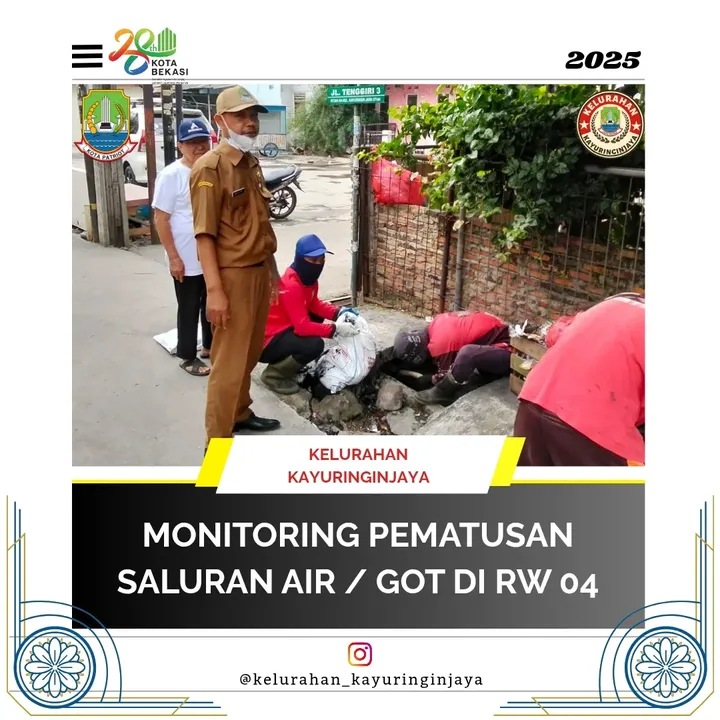 28th
KOTA
BEKASI
2025
KOTA PATRIOT
JL. TENGGIRI 3
KELURAHAN
KAYURINGINJAYA
KELURAHAN
KAYURINGINJAYA
MONITORING PEMATUSAN
SALURAN AIR / GOT DI RW 04
@kelurahan_kayuringinjaya